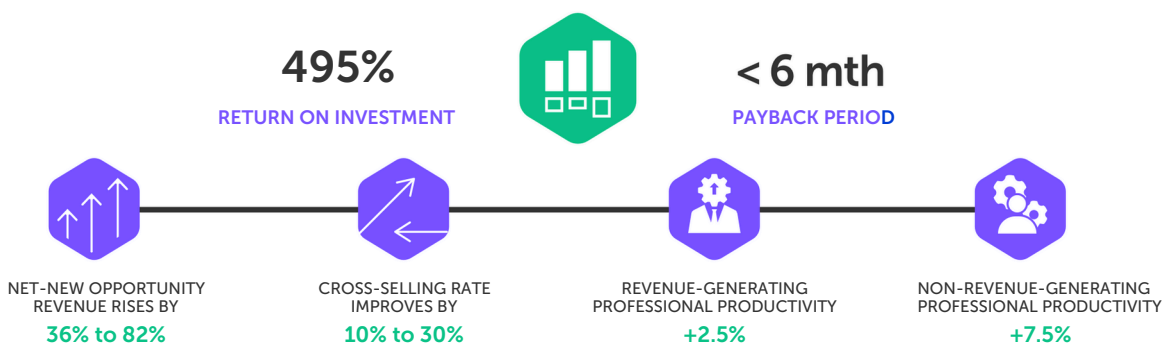 495%
RETURN ON INVESTMENT
< 6 mth
PAYBACK PERIOD
NET-NEW OPPORTUNITY
REVENUE RISES BY
36% to 82%
CROSS-SELLING RATE
IMPROVES BY
10% to 30%
REVENUE-GENERATING
PROFESSIONAL PRODUCTIVITY
+2.5%
NON-REVENUE-GENERATING
PROFESSIONAL PRODUCTIVITY
+7.5%